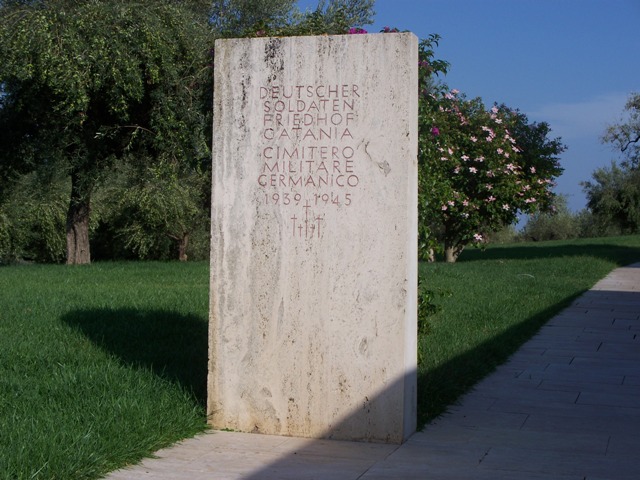 DEUTSCHER
SOLDATEN
FRIEDHOF
CATANIA
CIMITERO
MILITARE
GERMANICO
1939 1945